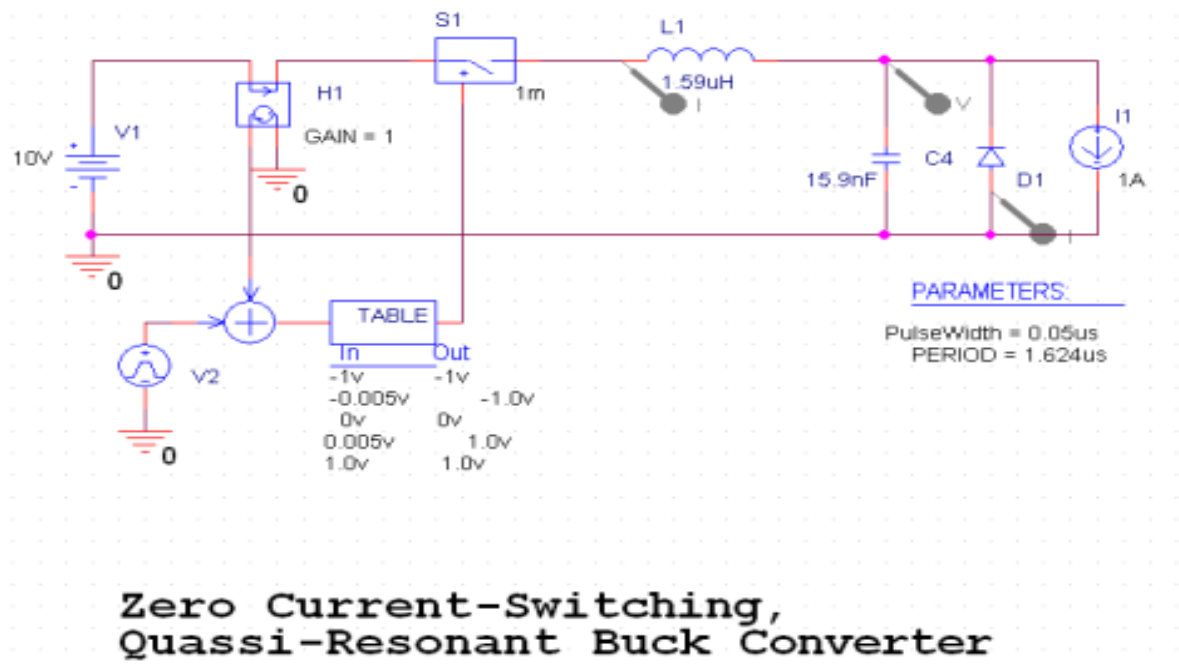 S1
L1
1.59uH
I
V
1m
H1
GAIN = 1
V1
10V
0
I1
1A
C4
15.9nF
D1
I
0
PARAMETERS:
PulseWidth = 0.05us
PERIOD = 1.624us
TABLE
In Out
-1v -1v
-0.005v -1.0v
0v 0v
0.005v 1.0v
1.0v 1.0v
V2
0
Zero Current-Switching,
Quassi-Resonant Buck Converter